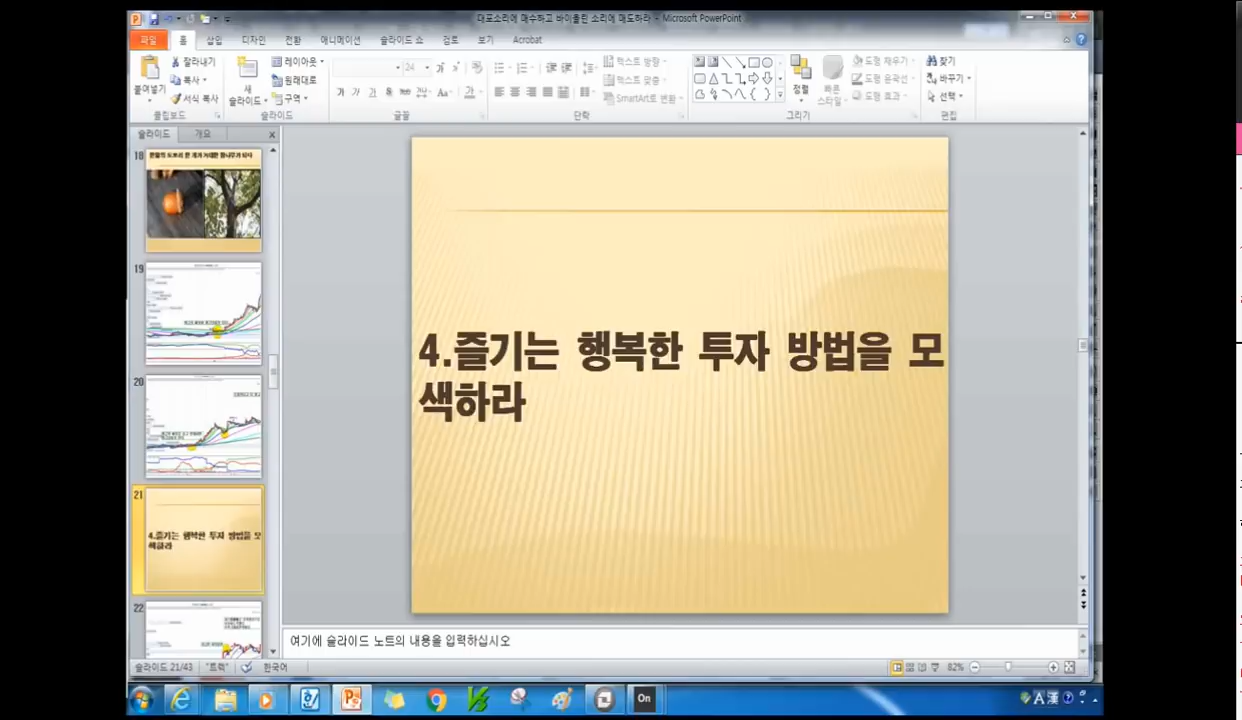 대포소리에 매수하고 바이올린 소리에 매도하라 - Microsoft PowerPoint
파일 홈 삽입 디자인 전환 애니메이션 슬라이드 쇼 검토 보기 Acrobat
붙여넣기
잘라내기
복사
서식 복사
클립보드
새
슬라이드
레이아웃
원래대로
구역
슬라이드
24
글꼴
텍스트 방향
텍스트 맞춤
SmartArt로 변환
단락
정렬
빠른
스타일
도형 채우기
도형 윤곽선
도형 효과
그리기
찾기
바꾸기
선택
편집
슬라이드 개요
18
19
20
21
4.즐기는 행복한 투자 방법을 모
색하라
22
4.즐기는 행복한 투자 방법을 모
색하라
여기에 슬라이드 노트의 내용을 입력하십시오
슬라이드 21/43 "트랙" 한국어
82%
On
A 漢